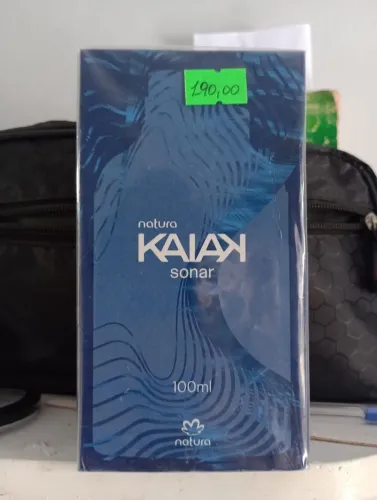 190,00
natura
KAIAK
sonar
100ml
natura